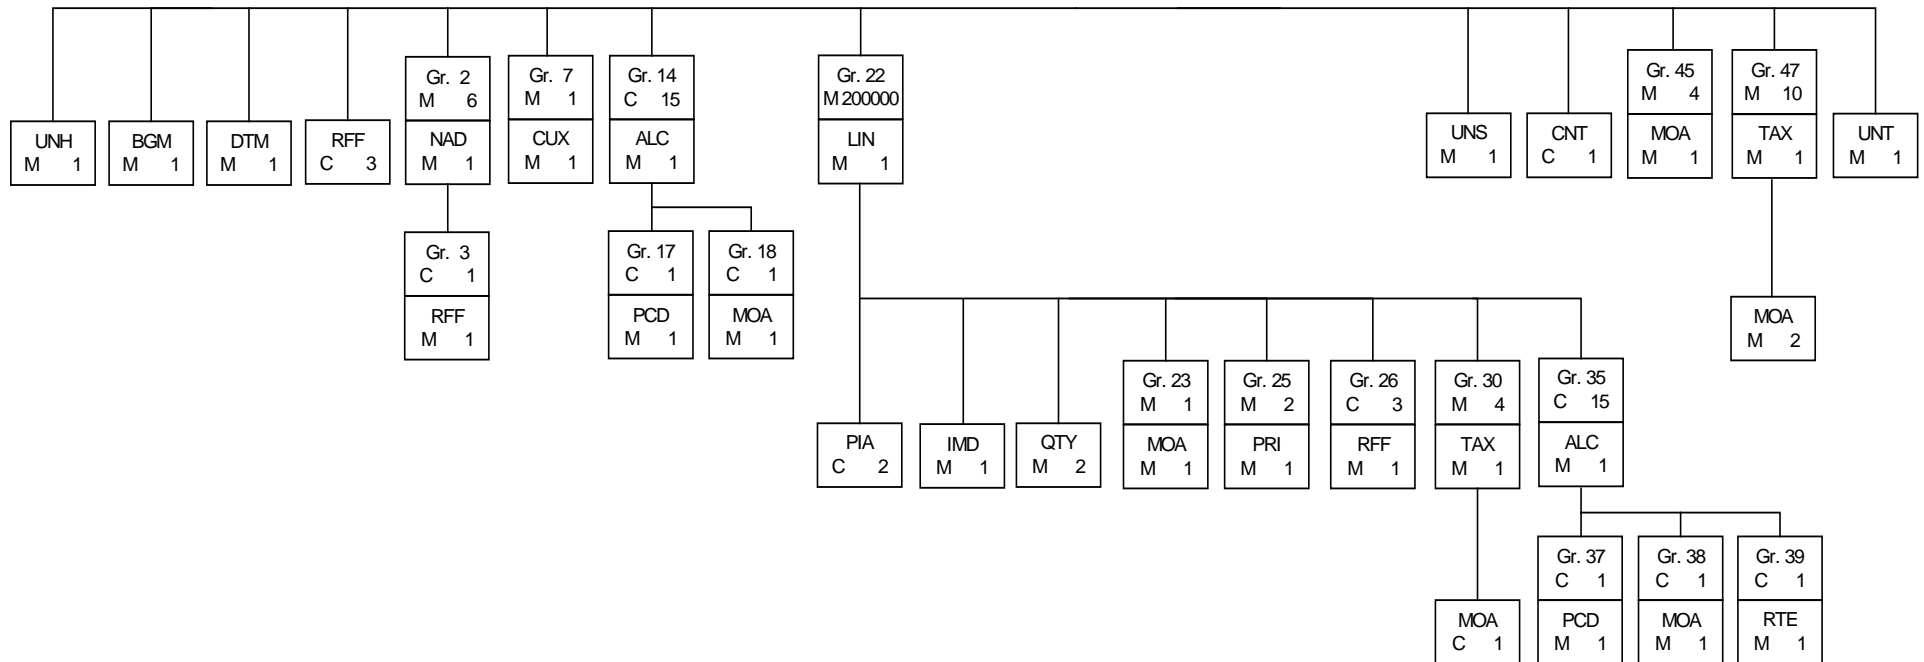 Gr. 2
M 6
Gr. 7
M 1
Gr. 14
C 15
Gr. 22
M 200000
Gr. 45
M 4
Gr. 47
M 10
UNH
M 1
BGM
M 1
DTM
M 1
RFF
C 3
NAD
M 1
CUX
M 1
ALC
M 1
LIN
M 1
UNS
M 1
CNT
C 1
MOA
M 1
TAX
M 1
UNT
M 1
Gr. 3
C 1
RFF
M 1
Gr. 17
C 1
PCD
M 1
Gr. 18
C 1
MOA
M 1
MOA
M 2
PIA
C 2
IMD
M 1
QTY
M 2
Gr. 23
M 1
MOA
M 1
Gr. 25
M 2
PRI
M 1
Gr. 26
C 3
RFF
M 1
Gr. 30
M 4
TAX
M 1
Gr. 35
C 15
ALC
M 1
MOA
C 1
Gr. 37
C 1
PCD
M 1
Gr. 38
C 1
MOA
M 1
Gr. 39
C 1
RTE
M 1